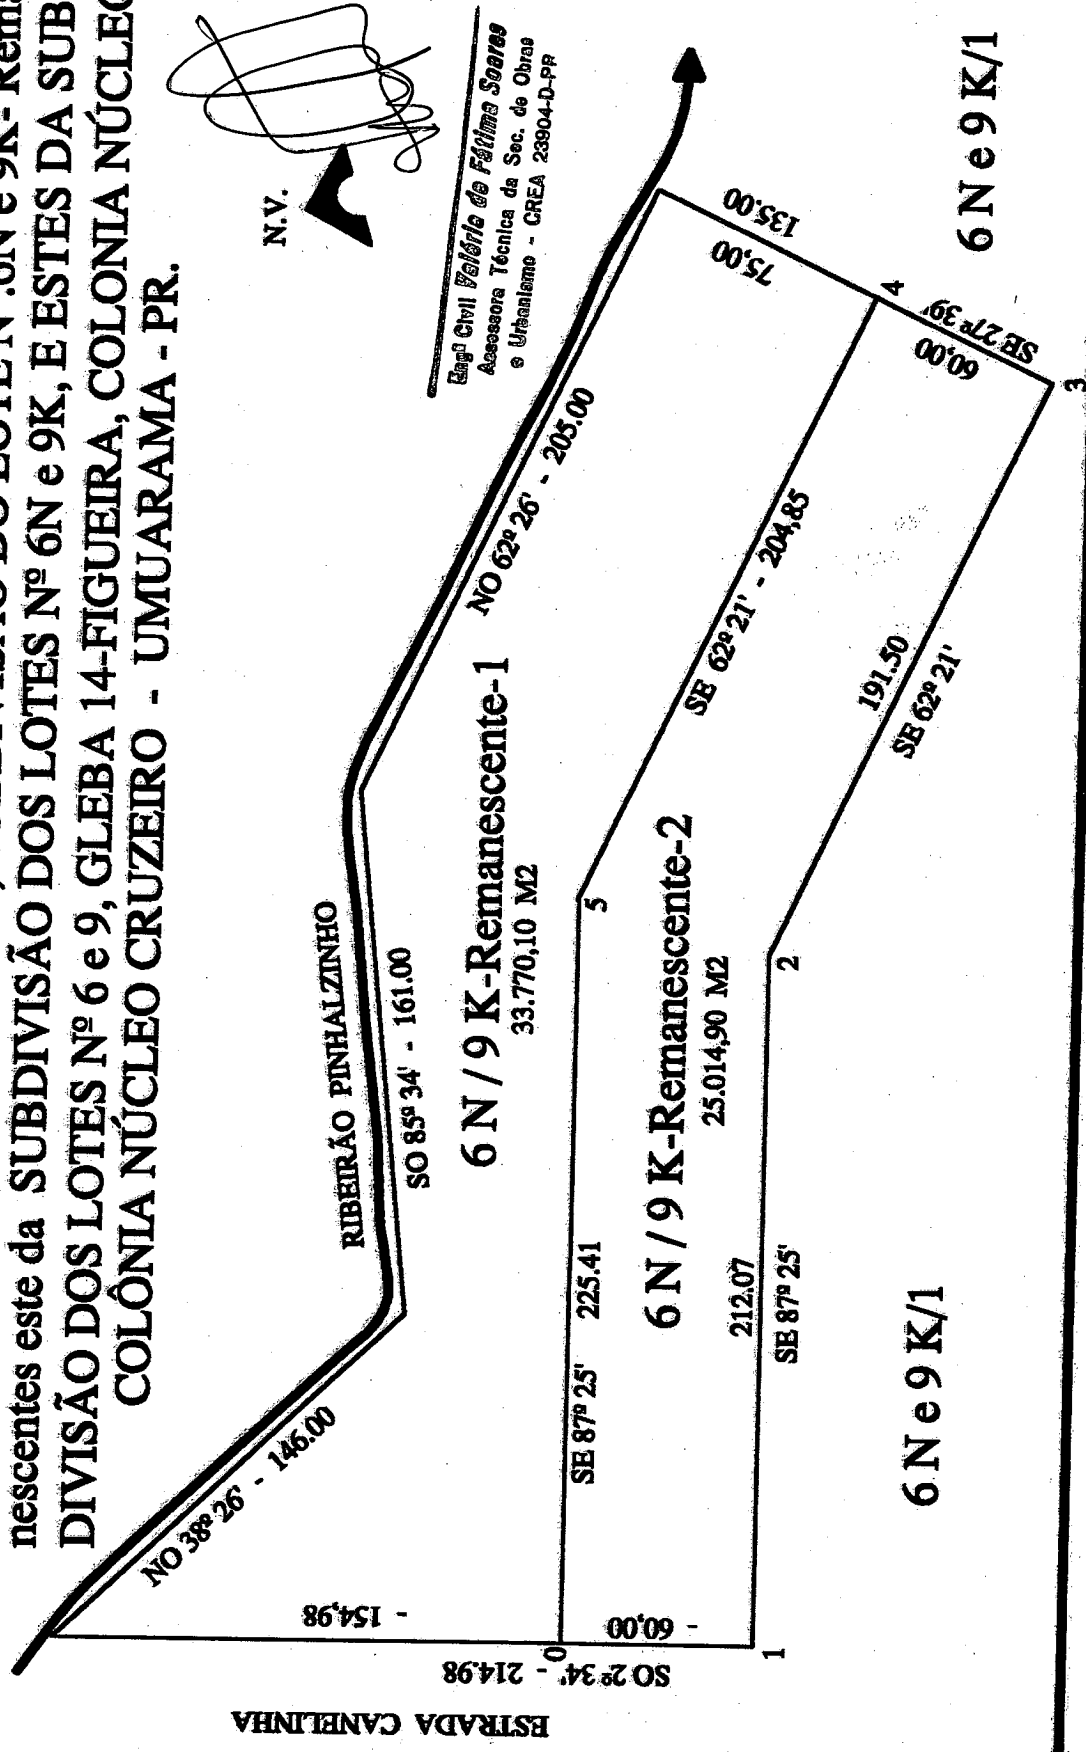 nescentes este da SUBDIVISÃO DOS LOTES Nº 6N e 9K, E ESTES DA SUB
DIVISÃO DOS LOTES Nº 6 e 9, GLEBA 14-FIGUEIRA, COLONIA NÚCLEO
COLÔNIA NÚCLEO CRUZEIRO - UMUARAMA - PR.
N.V.
Engª Civil Valéria de Fátima Soares
Assessora Técnica da Sec. de Obras
e Urbanismo - CREA 23904-D-PR
RIBEIRÃO PINHALZINHO
NO 38º 26' - 146.00
SO 85º 34' - 161.00
NO 62º 26' - 205.00
6 N / 9 K-Remanescente-1
33.770,10 M2
135.00
75,00
4
SE 27º 39'
60,00
3
SE 62º 21' - 204,85
5
SE 87º 25' 225.41
6 N / 9 K-Remanescente-2
25.014,90 M2
191.50
SE 62º 21'
2
212.07
SE 87º 25'
- 154,98
0
- 60,00
1
SO 2º 34' - 214.98
ESTRADA CANELINHA
6 N e 9 K/1
6 N e 9 K/1